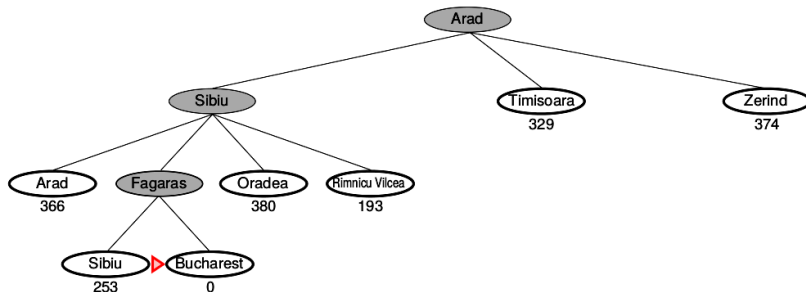 Arad
Sibiu
Timisoara
Zerind
329
374
Arad
Fagaras
Oradea
Rimnicu Vilcea
366
380
193
Sibiu
Bucharest
253
0